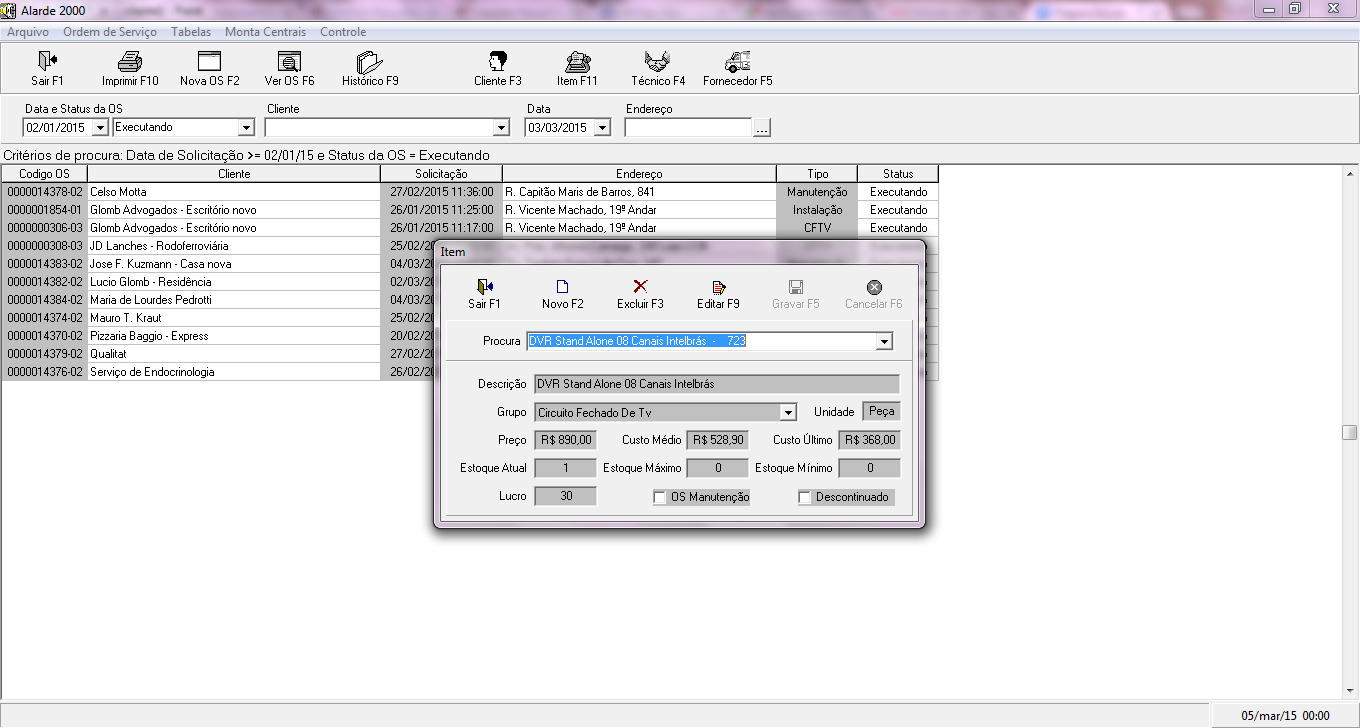 Alarde 2000
Arquivo Ordem de Serviço Tabelas Monta Centrais Controle
Sair F1 Imprimir F10 Nova OS F2 Ver OS F6 Histórico F9 Cliente F3 Item F11 Técnico F4 Fornecedor F5
Data e Status da OS Cliente Data Endereço
02/01/2015 Executando 03/03/2015 ...
Critérios de procura: Data de Solicitação >= 02/01/15 e Status da OS = Executando
Codigo OS Cliente Solicitação Endereço Tipo Status
0000014378-02 Celso Motta 27/02/2015 11:36:00 R. Capitão Maris de Barros, 841 Manutenção Executando
0000001854-01 Glomb Advogados - Escritório novo 26/01/2015 11:25:00 R. Vicente Machado, 19º Andar Instalação Executando
0000000306-03 Glomb Advogados - Escritório novo 26/01/2015 11:17:00 R. Vicente Machado, 19º Andar CFTV Executando
0000000308-03 JD Lanches - Rodoferroviária 25/02/
0000014383-02 Jose F. Kuzmann - Casa nova 04/03/
0000014382-02 Lucio Glomb - Residência 02/03/
0000014384-02 Maria de Lourdes Pedrotti 04/03/
0000014374-02 Mauro T. Kraut 25/02/
0000014370-02 Pizzaria Baggio - Express 20/02/
0000014379-02 Qualitat 27/02/
0000014376-02 Serviço de Endocrinologia 26/02/
Item
Sair F1 Novo F2 Excluir F3 Editar F9 Gravar F5 Cancelar F6
Procura DVR Stand Alone 08 Canais Intelbrás - 723
Descrição DVR Stand Alone 08 Canais Intelbrás
Grupo Circuito Fechado De Tv Unidade Peça
Preço R$ 890,00 Custo Médio R$ 528,90 Custo Último R$ 368,00
Estoque Atual 1 Estoque Máximo 0 Estoque Mínimo 0
Lucro 30 OS Manutenção Descontinuado
05/mar/15 00:00